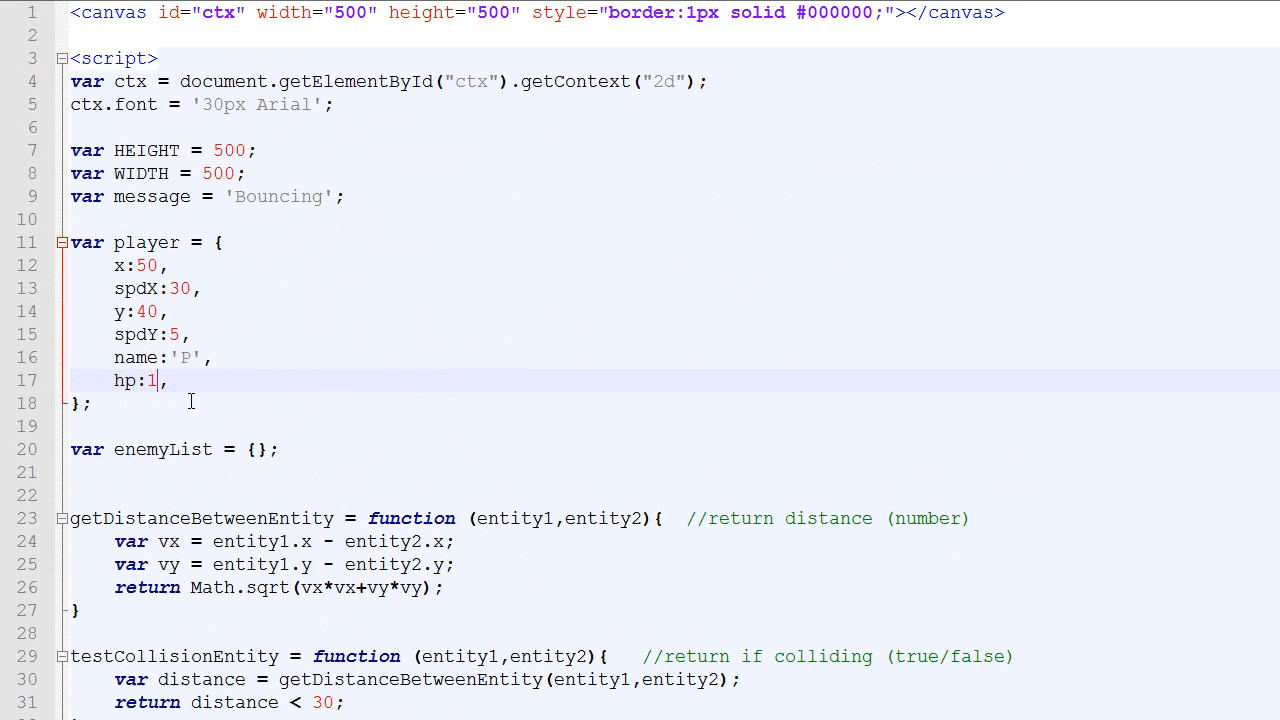 1 <canvas id="ctx" width="500" height="500" style="border:1px solid #000000;"></canvas>
2
3 <script>
4 var ctx = document.getElementById("ctx").getContext("2d");
5 ctx.font = '30px Arial';
6
7 var HEIGHT = 500;
8 var WIDTH = 500;
9 var message = 'Bouncing';
10
11 var player = {
12 x:50,
13 spdX:30,
14 y:40,
15 spdY:5,
16 name:'P',
17 hp:1,
18 };
19
20 var enemyList = {};
21
22
23 getDistanceBetweenEntity = function (entity1,entity2){ //return distance (number)
24 var vx = entity1.x - entity2.x;
25 var vy = entity1.y - entity2.y;
26 return Math.sqrt(vx*vx+vy*vy);
27 }
28
29 testCollisionEntity = function (entity1,entity2){ //return if colliding (true/false)
30 var distance = getDistanceBetweenEntity(entity1,entity2);
31 return distance < 30;